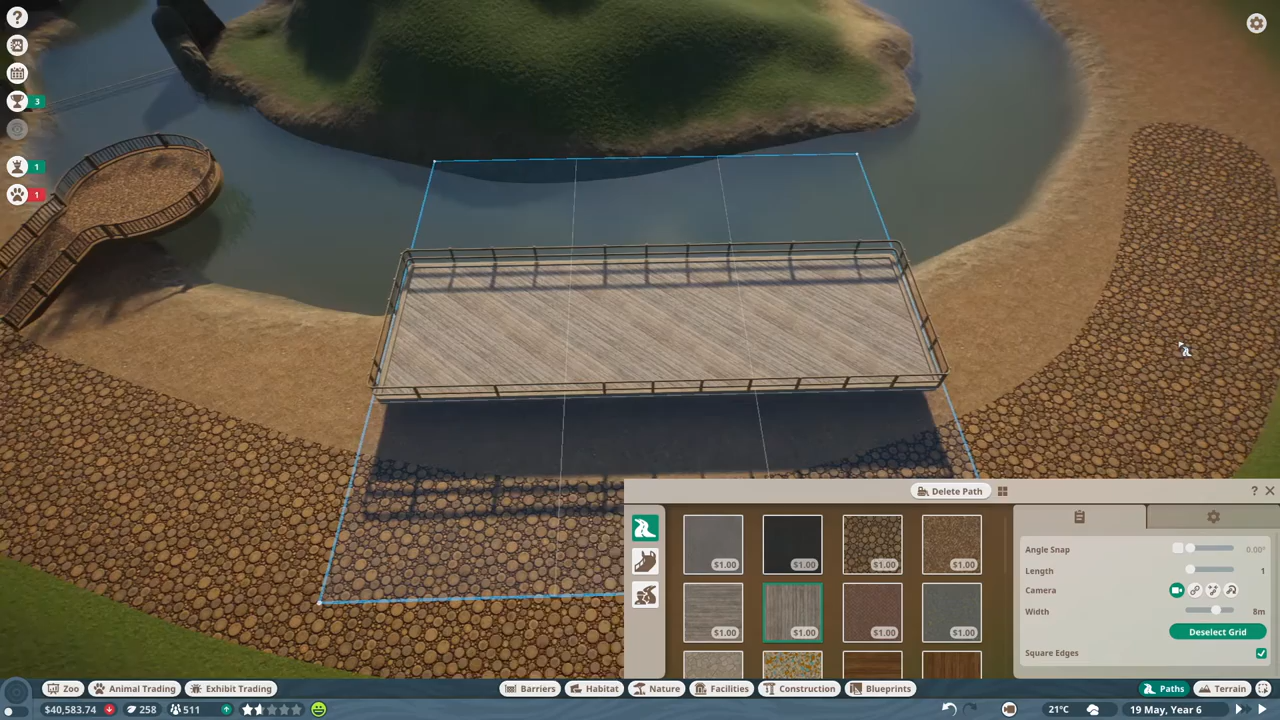 ?
3
1
1
Delete Path
?
$1.00 $1.00 $1.00 $1.00
$1.00 $1.00 $1.00 $1.00
Angle Snap 0.00°
Length 1
Camera
Width 8m
Deselect Grid
Square Edges
Zoo Animal Trading Exhibit Trading Barriers Habitat Nature Facilities Construction Blueprints Paths Terrain
$40,583.74 258 511 21°C 19 May, Year 6